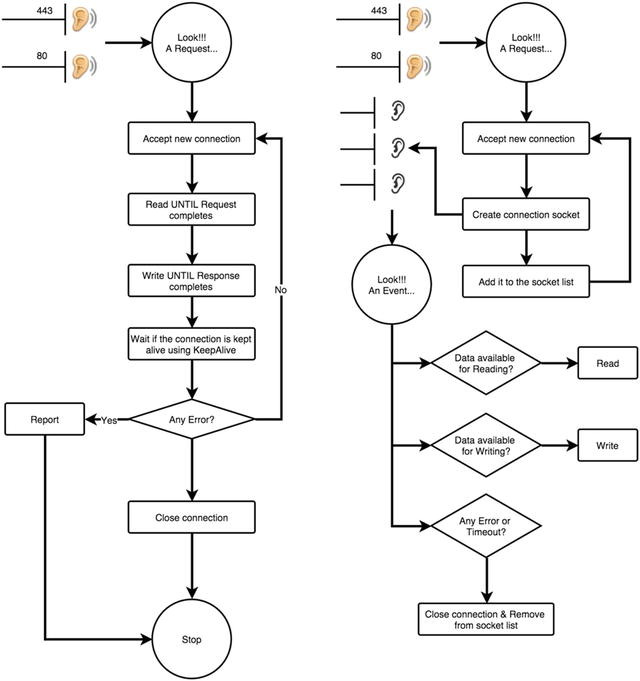 443
80
Look!!!
A Request...
Accept new connection
Read UNTIL Request
completes
Write UNTIL Response
completes
No
Wait if the connection is kept
alive using KeepAlive
Report
Yes
Any Error?
Close connection
Stop
443
80
Look!!!
A Request...
Accept new connection
Create connection socket
Add it to the socket list
Look!!!
An Event...
Data available
for Reading?
Read
Data available
for Writing?
Write
Any Error or
Timeout?
Close connection & Remove
from socket list